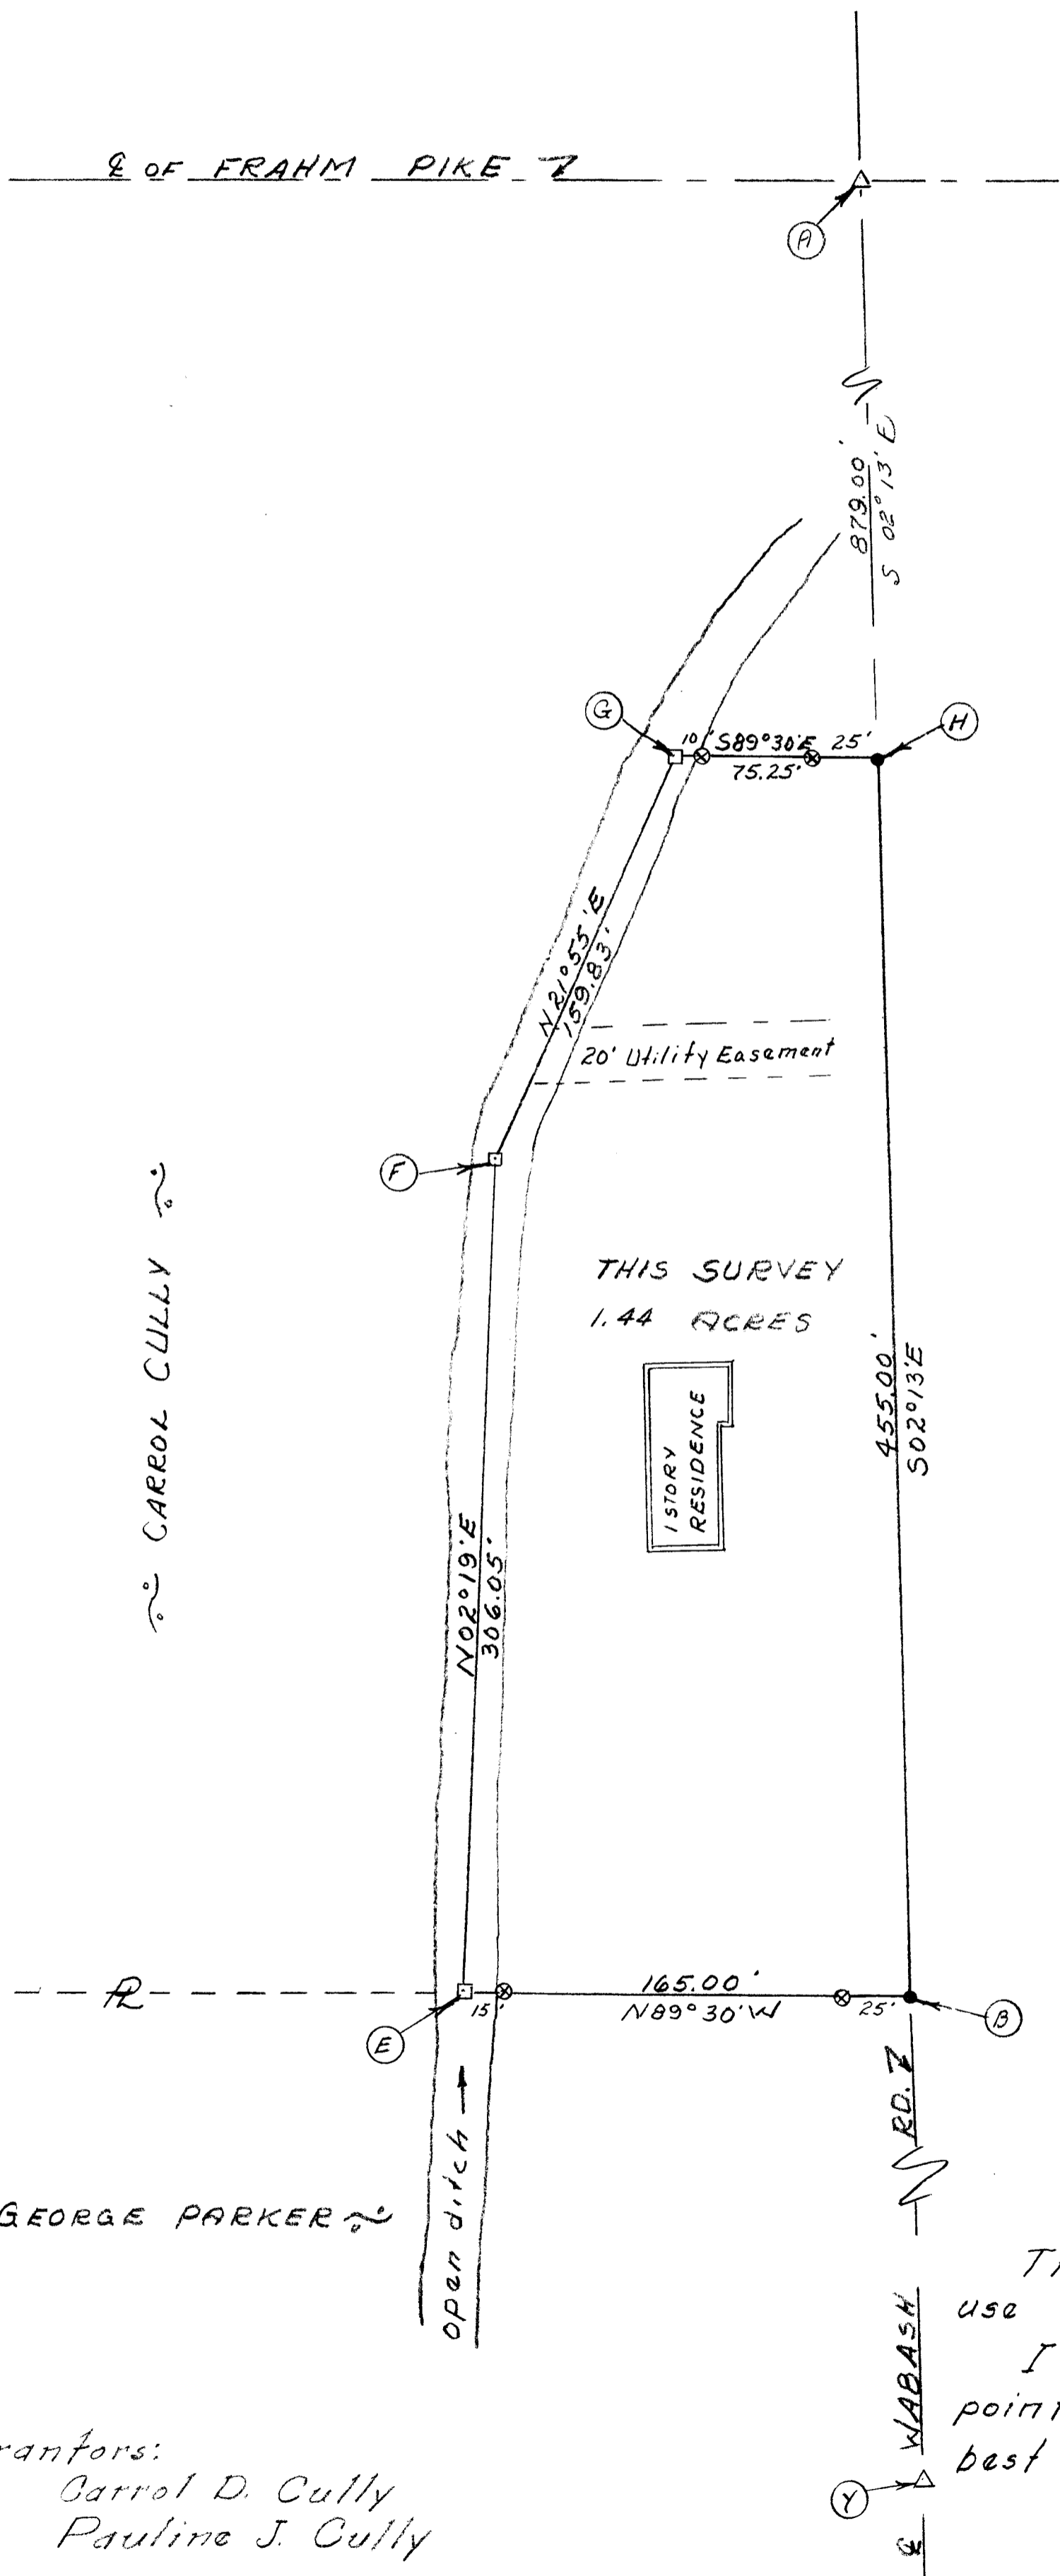 ℄ OF FRAHM PIKE
A
879.00'
S 02° 13' E
G
10' S89°30'E 25'
75.25'
H
N21°55'E
159.83'
20' Utility Easement
F
CARROL CULLY
THIS SURVEY
1.44 ACRES
1 STORY
RESIDENCE
455.00'
S02°13'E
N02°19'E
306.05'
PL
165.00'
15' N89°30'W 25'
E
B
RD.
open ditch
GEORGE PARKER
use
I
point
best
WABASH
Y
℄
rantors:
Carrol D. Cully
Pauline J. Cully